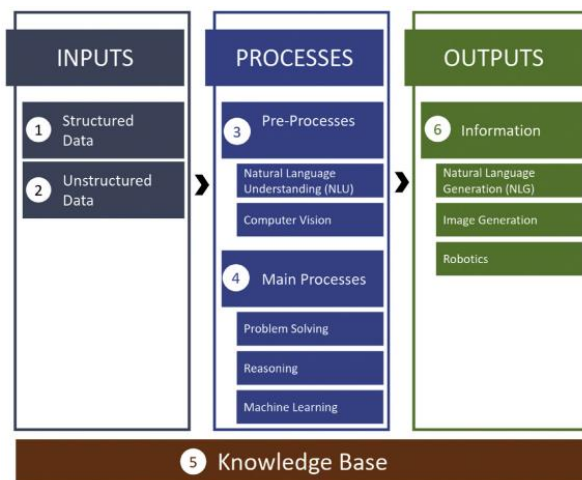 INPUTS
1 Structured
Data
2 Unstructured
Data
PROCESSES
3 Pre-Processes
Natural Language
Understanding (NLU)
Computer Vision
4 Main Processes
Problem Solving
Reasoning
Machine Learning
OUTPUTS
6 Information
Natural Language
Generation (NLG)
Image Generation
Robotics
5 Knowledge Base